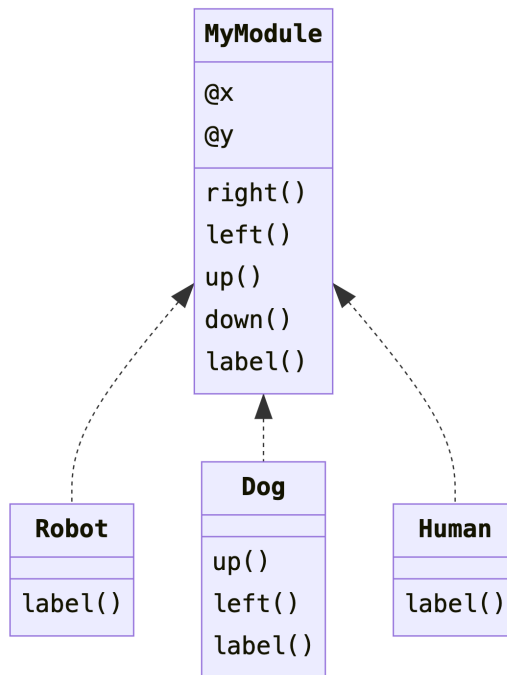 MyModule
@x
@y
right()
left()
up()
down()
label()
Robot
label()
Dog
up()
left()
label()
Human
label()